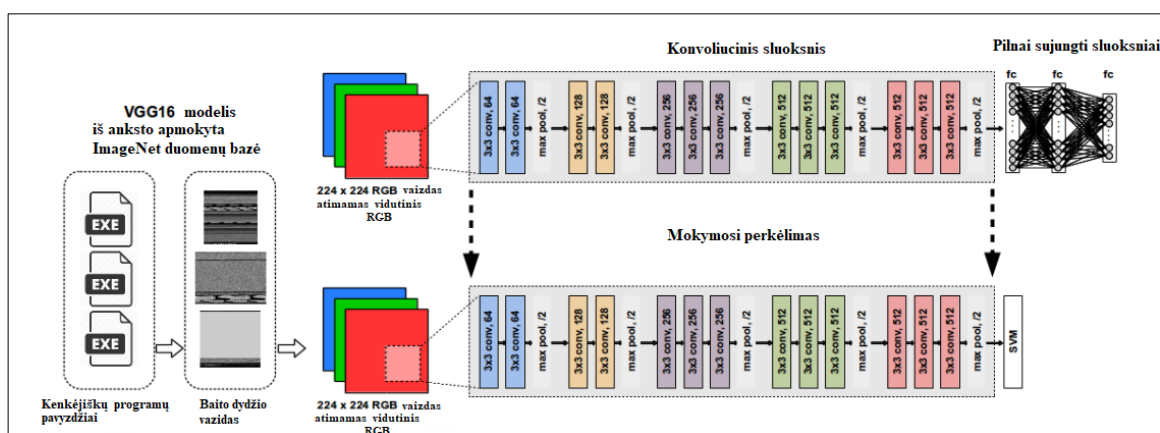 Konvoliucinis sluoksnis
Pilnai sujungti sluoksniai
VGG16 modelis
iš anksto apmokyta
ImageNet duomenų bazė
3x3 conv, 64
3x3 conv, 64
max pool, /2
3x3 conv, 128
3x3 conv, 128
max pool, /2
3x3 conv, 256
3x3 conv, 256
3x3 conv, 256
max pool, /2
3x3 conv, 512
3x3 conv, 512
3x3 conv, 512
max pool, /2
3x3 conv, 512
3x3 conv, 512
3x3 conv, 512
max pool, /2
fc
fc
fc
224 x 224 RGB vaizdas
atimamas vidutinis
RGB
Mokymosi perkėlimas
EXE
EXE
EXE
3x3 conv, 64
3x3 conv, 64
max pool, /2
3x3 conv, 128
3x3 conv, 128
max pool, /2
3x3 conv, 256
3x3 conv, 256
3x3 conv, 256
max pool, /2
3x3 conv, 512
3x3 conv, 512
3x3 conv, 512
max pool, /2
3x3 conv, 512
3x3 conv, 512
3x3 conv, 512
max pool, /2
SVM
224 x 224 RGB vaizdas
atimamas vidutinis
RGB
Kenkėjiškų programų
pavyzdžiai
Baito dydžio
vazidas